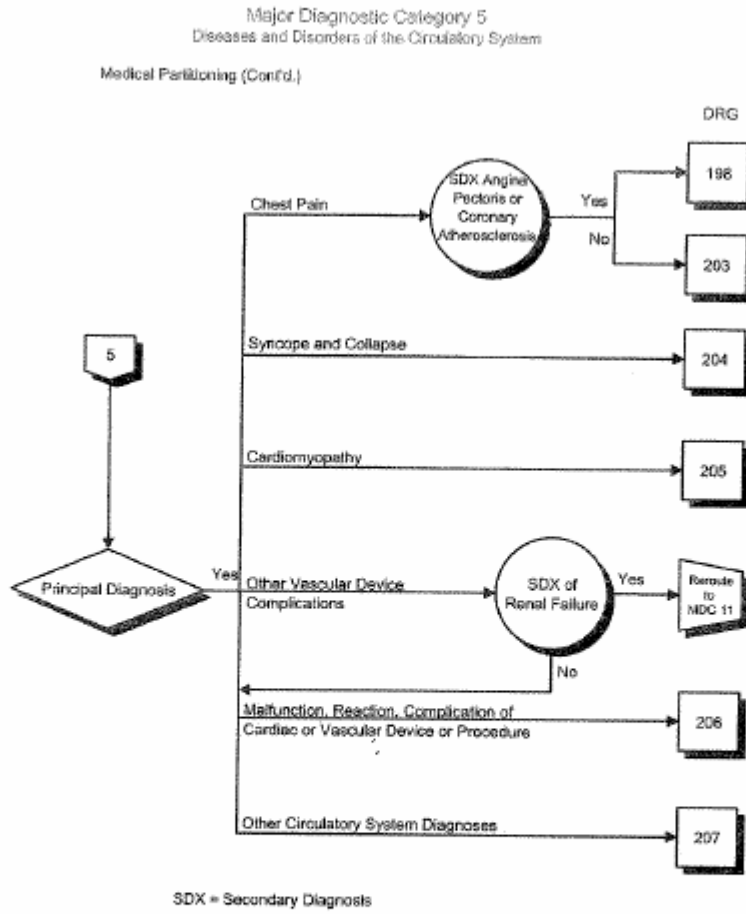 Major Diagnostic Category 5
Diseases and Disorders of the Circulatory System
Medical Partitioning (Cont'd.)
DRG
Chest Pain
SDX Angina
Pectoris or
Coronary
Atherosclerosis
Yes
No
198
203
5
Syncope and Collapse
204
Cardiomyopathy
205
Principal Diagnosis
Yes
Other Vascular Device
Complications
SDX of
Renal Failure
Yes
Reroute
to
MDC 11
No
Malfunction, Reaction, Complication of
Cardiac or Vascular Device or Procedure
206
Other Circulatory System Diagnoses
207
SDX = Secondary Diagnosis